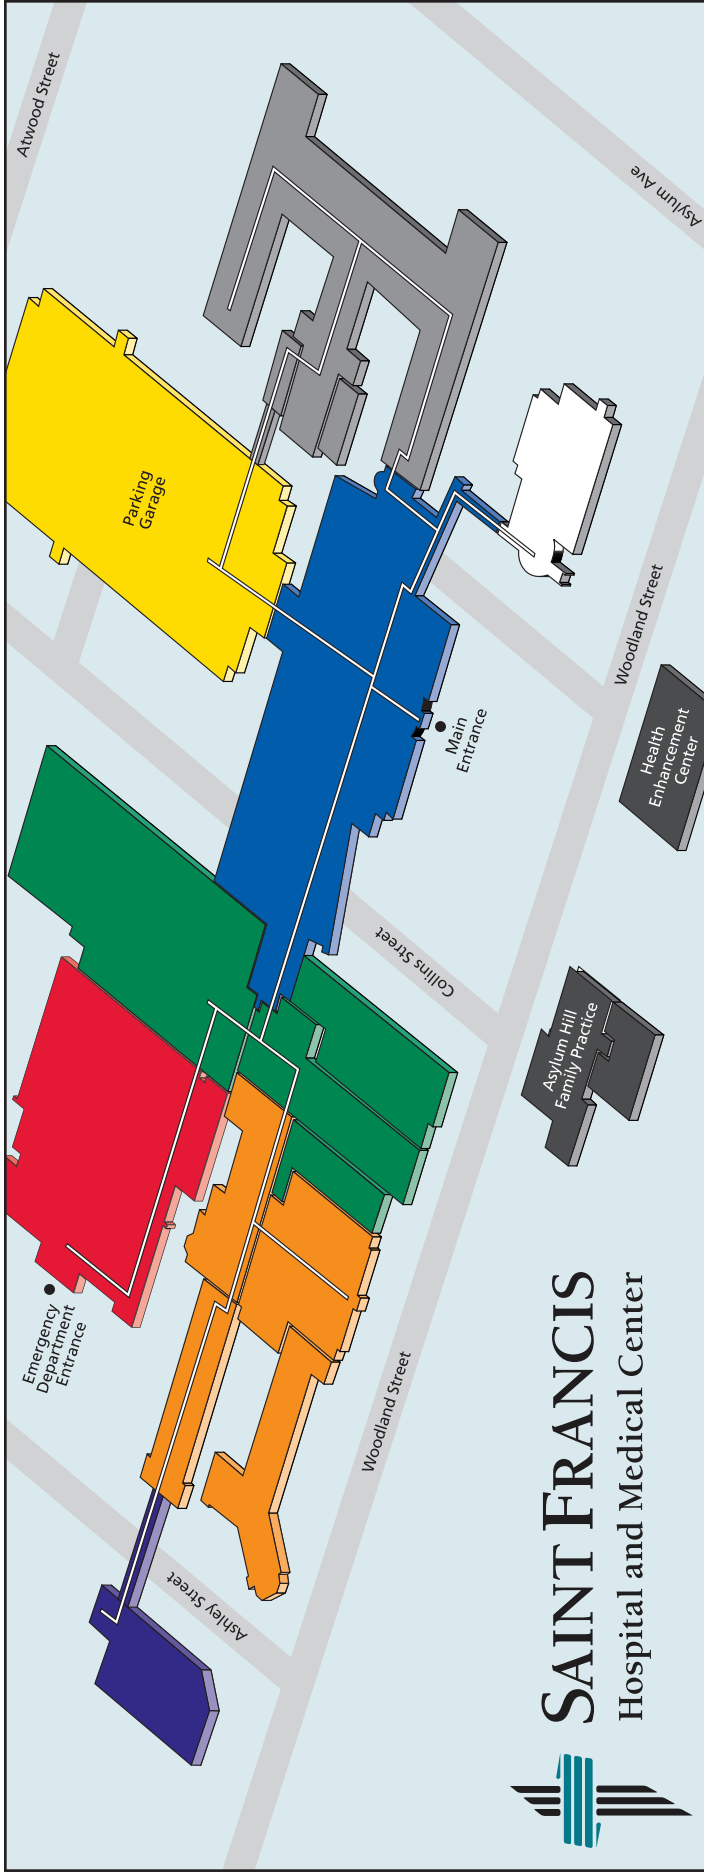 Atwood Street
Asylum Ave
Parking
Garage
Woodland Street
Main
Entrance
Health
Enhancement
Center
Collins Street
Asylum Hill
Family Practice
Emergency
Department
Entrance
Woodland Street
Ashley Street
SAINT FRANCIS
Hospital and Medical Center